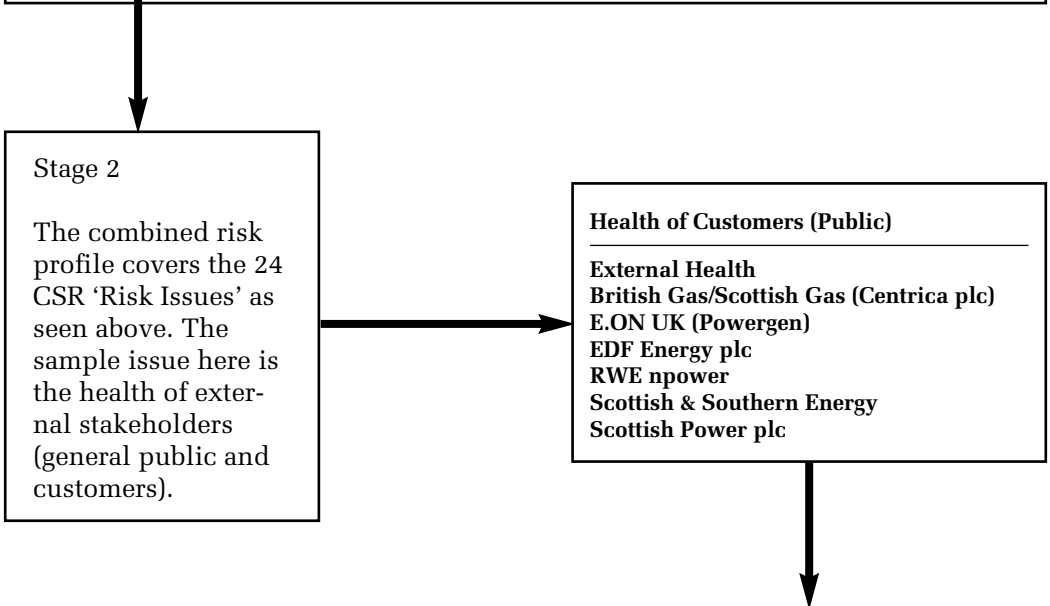 Stage 2
The combined risk
profile covers the 24
CSR ‘Risk Issues’ as
seen above. The
sample issue here is
the health of exter-
nal stakeholders
(general public and
customers).
Health of Customers (Public)
External Health
British Gas/Scottish Gas (Centrica plc)
E.ON UK (Powergen)
EDF Energy plc
RWE npower
Scottish & Southern Energy
Scottish Power plc